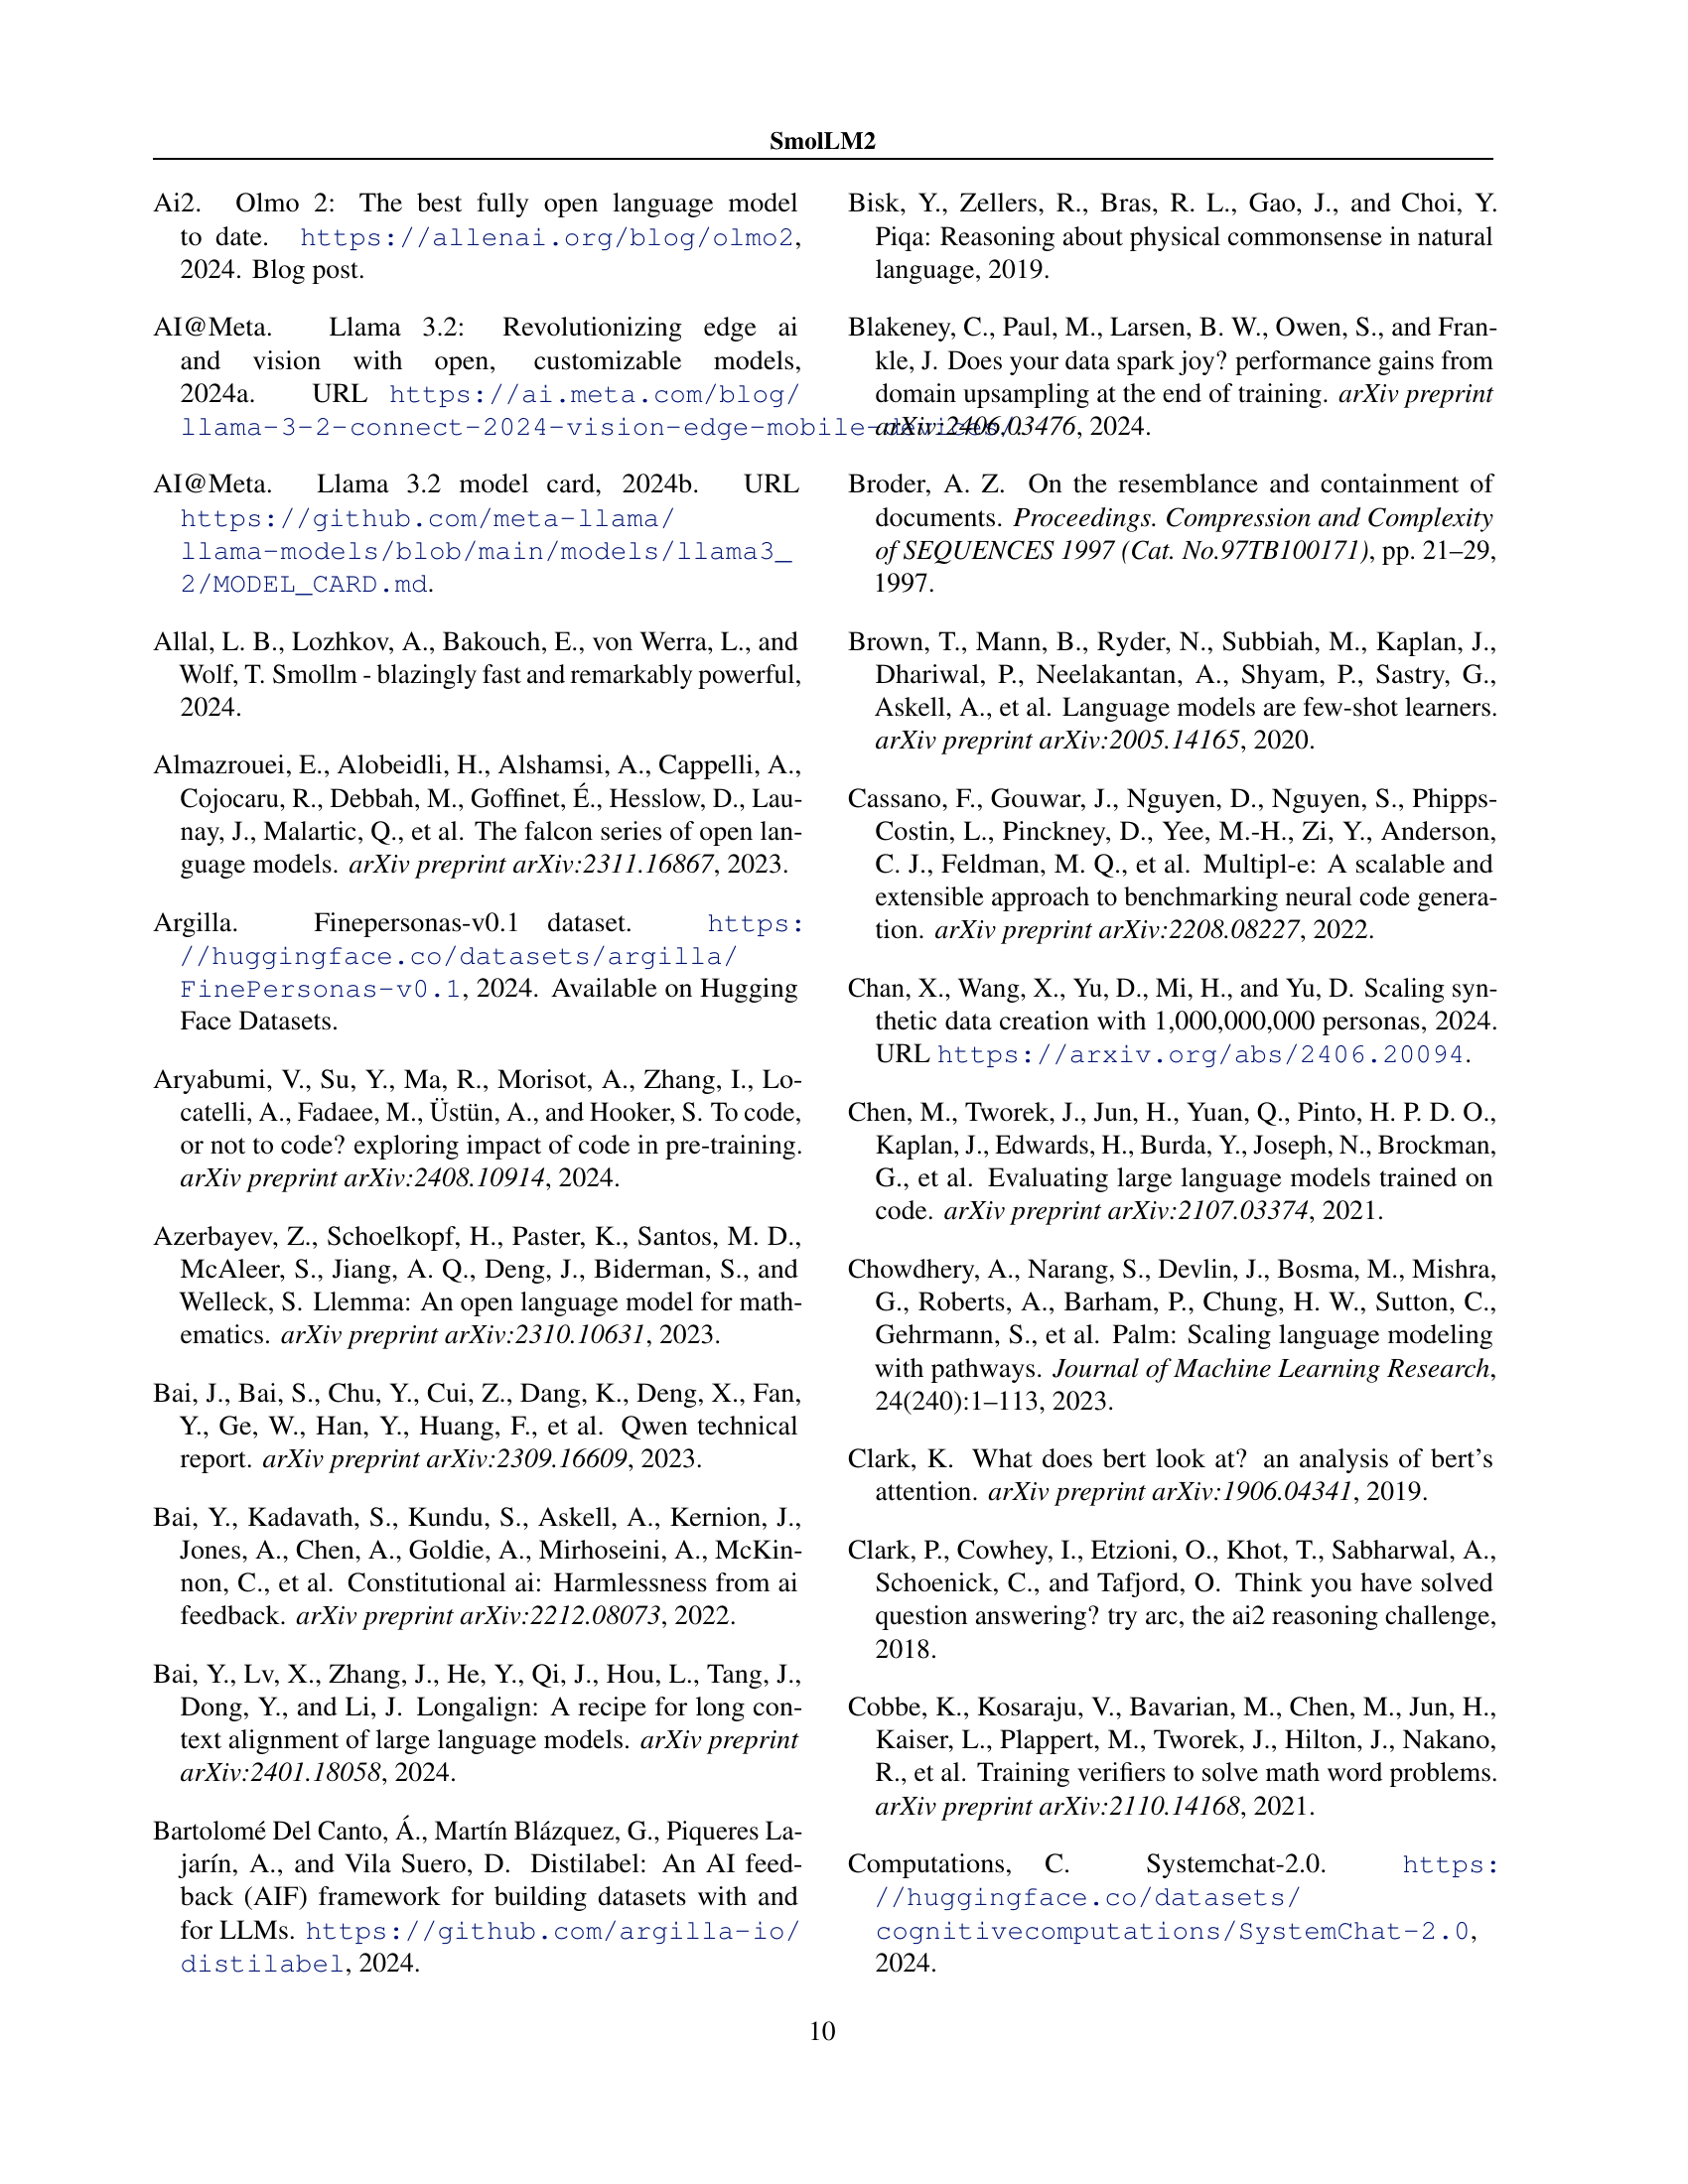 SmolLM2
Ai2. Olmo 2: The best fully open language model
to date. https://allenai.org/blog/olmo2,
2024. Blog post.
AI@Meta. Llama 3.2: Revolutionizing edge ai
and vision with open, customizable models,
2024a. URL https://ai.meta.com/blog/
llama-3-2-connect-2024-vision-edge-mobile-devices/.
AI@Meta. Llama 3.2 model card, 2024b. URL
https://github.com/meta-llama/
llama-models/blob/main/models/llama3_
2/MODEL_CARD.md.
Allal, L. B., Lozhkov, A., Bakouch, E., von Werra, L., and
Wolf, T. Smollm - blazingly fast and remarkably powerful,
2024.
Almazrouei, E., Alobeidli, H., Alshamsi, A., Cappelli, A.,
Cojocaru, R., Debbah, M., Goffinet, É., Hesslow, D., Lau-
nay, J., Malartic, Q., et al. The falcon series of open lan-
guage models. arXiv preprint arXiv:2311.16867, 2023.
Argilla. Finepersonas-v0.1 dataset. https:
//huggingface.co/datasets/argilla/
FinePersonas-v0.1, 2024. Available on Hugging
Face Datasets.
Aryabumi, V., Su, Y., Ma, R., Morisot, A., Zhang, I., Lo-
catelli, A., Fadaee, M., Üstün, A., and Hooker, S. To code,
or not to code? exploring impact of code in pre-training.
arXiv preprint arXiv:2408.10914, 2024.
Azerbayev, Z., Schoelkopf, H., Paster, K., Santos, M. D.,
McAleer, S., Jiang, A. Q., Deng, J., Biderman, S., and
Welleck, S. Llemma: An open language model for math-
ematics. arXiv preprint arXiv:2310.10631, 2023.
Bai, J., Bai, S., Chu, Y., Cui, Z., Dang, K., Deng, X., Fan,
Y., Ge, W., Han, Y., Huang, F., et al. Qwen technical
report. arXiv preprint arXiv:2309.16609, 2023.
Bai, Y., Kadavath, S., Kundu, S., Askell, A., Kernion, J.,
Jones, A., Chen, A., Goldie, A., Mirhoseini, A., McKin-
non, C., et al. Constitutional ai: Harmlessness from ai
feedback. arXiv preprint arXiv:2212.08073, 2022.
Bai, Y., Lv, X., Zhang, J., He, Y., Qi, J., Hou, L., Tang, J.,
Dong, Y., and Li, J. Longalign: A recipe for long con-
text alignment of large language models. arXiv preprint
arXiv:2401.18058, 2024.
Bartolomé Del Canto, Á., Martín Blázquez, G., Piqueres La-
jarín, A., and Vila Suero, D. Distilabel: An AI feed-
back (AIF) framework for building datasets with and
for LLMs. https://github.com/argilla-io/
distilabel, 2024.
Bisk, Y., Zellers, R., Bras, R. L., Gao, J., and Choi, Y.
Piqa: Reasoning about physical commonsense in natural
language, 2019.
Blakeney, C., Paul, M., Larsen, B. W., Owen, S., and Fran-
kle, J. Does your data spark joy? performance gains from
domain upsampling at the end of training. arXiv preprint
arXiv:2406.03476, 2024.
Broder, A. Z. On the resemblance and containment of
documents. Proceedings. Compression and Complexity
of SEQUENCES 1997 (Cat. No.97TB100171), pp. 21–29,
1997.
Brown, T., Mann, B., Ryder, N., Subbiah, M., Kaplan, J.,
Dhariwal, P., Neelakantan, A., Shyam, P., Sastry, G.,
Askell, A., et al. Language models are few-shot learners.
arXiv preprint arXiv:2005.14165, 2020.
Cassano, F., Gouwar, J., Nguyen, D., Nguyen, S., Phipps-
Costin, L., Pinckney, D., Yee, M.-H., Zi, Y., Anderson,
C. J., Feldman, M. Q., et al. Multipl-e: A scalable and
extensible approach to benchmarking neural code genera-
tion. arXiv preprint arXiv:2208.08227, 2022.
Chan, X., Wang, X., Yu, D., Mi, H., and Yu, D. Scaling syn-
thetic data creation with 1,000,000,000 personas, 2024.
URL https://arxiv.org/abs/2406.20094.
Chen, M., Tworek, J., Jun, H., Yuan, Q., Pinto, H. P. D. O.,
Kaplan, J., Edwards, H., Burda, Y., Joseph, N., Brockman,
G., et al. Evaluating large language models trained on
code. arXiv preprint arXiv:2107.03374, 2021.
Chowdhery, A., Narang, S., Devlin, J., Bosma, M., Mishra,
G., Roberts, A., Barham, P., Chung, H. W., Sutton, C.,
Gehrmann, S., et al. Palm: Scaling language modeling
with pathways. Journal of Machine Learning Research,
24(240):1–113, 2023.
Clark, K. What does bert look at? an analysis of bert's
attention. arXiv preprint arXiv:1906.04341, 2019.
Clark, P., Cowhey, I., Etzioni, O., Khot, T., Sabharwal, A.,
Schoenick, C., and Tafjord, O. Think you have solved
question answering? try arc, the ai2 reasoning challenge,
2018.
Cobbe, K., Kosaraju, V., Bavarian, M., Chen, M., Jun, H.,
Kaiser, L., Plappert, M., Tworek, J., Hilton, J., Nakano,
R., et al. Training verifiers to solve math word problems.
arXiv preprint arXiv:2110.14168, 2021.
Computations, C. Systemchat-2.0. https:
//huggingface.co/datasets/
cognitivecomputations/SystemChat-2.0,
2024.
10